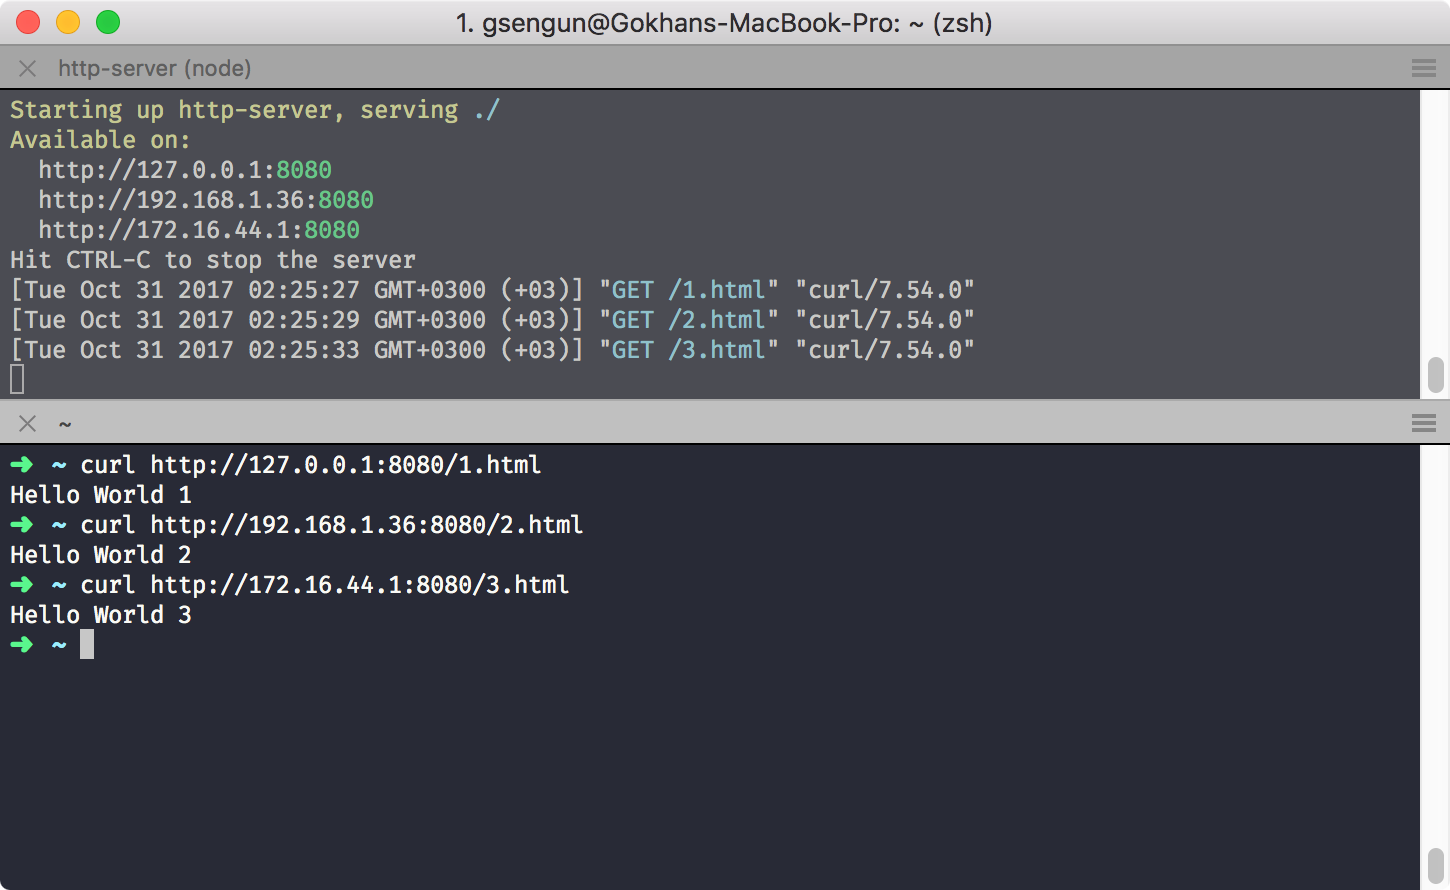 1. gsengun@Gokhans-MacBook-Pro: ~ (zsh)
http-server (node)
Starting up http-server, serving ./
Available on:
  http://127.0.0.1:8080
  http://192.168.1.36:8080
  http://172.16.44.1:8080
Hit CTRL-C to stop the server
[Tue Oct 31 2017 02:25:27 GMT+0300 (+03)] "GET /1.html" "curl/7.54.0"
[Tue Oct 31 2017 02:25:29 GMT+0300 (+03)] "GET /2.html" "curl/7.54.0"
[Tue Oct 31 2017 02:25:33 GMT+0300 (+03)] "GET /3.html" "curl/7.54.0"
~
➜ ~ curl http://127.0.0.1:8080/1.html
Hello World 1
➜ ~ curl http://192.168.1.36:8080/2.html
Hello World 2
➜ ~ curl http://172.16.44.1:8080/3.html
Hello World 3
➜ ~